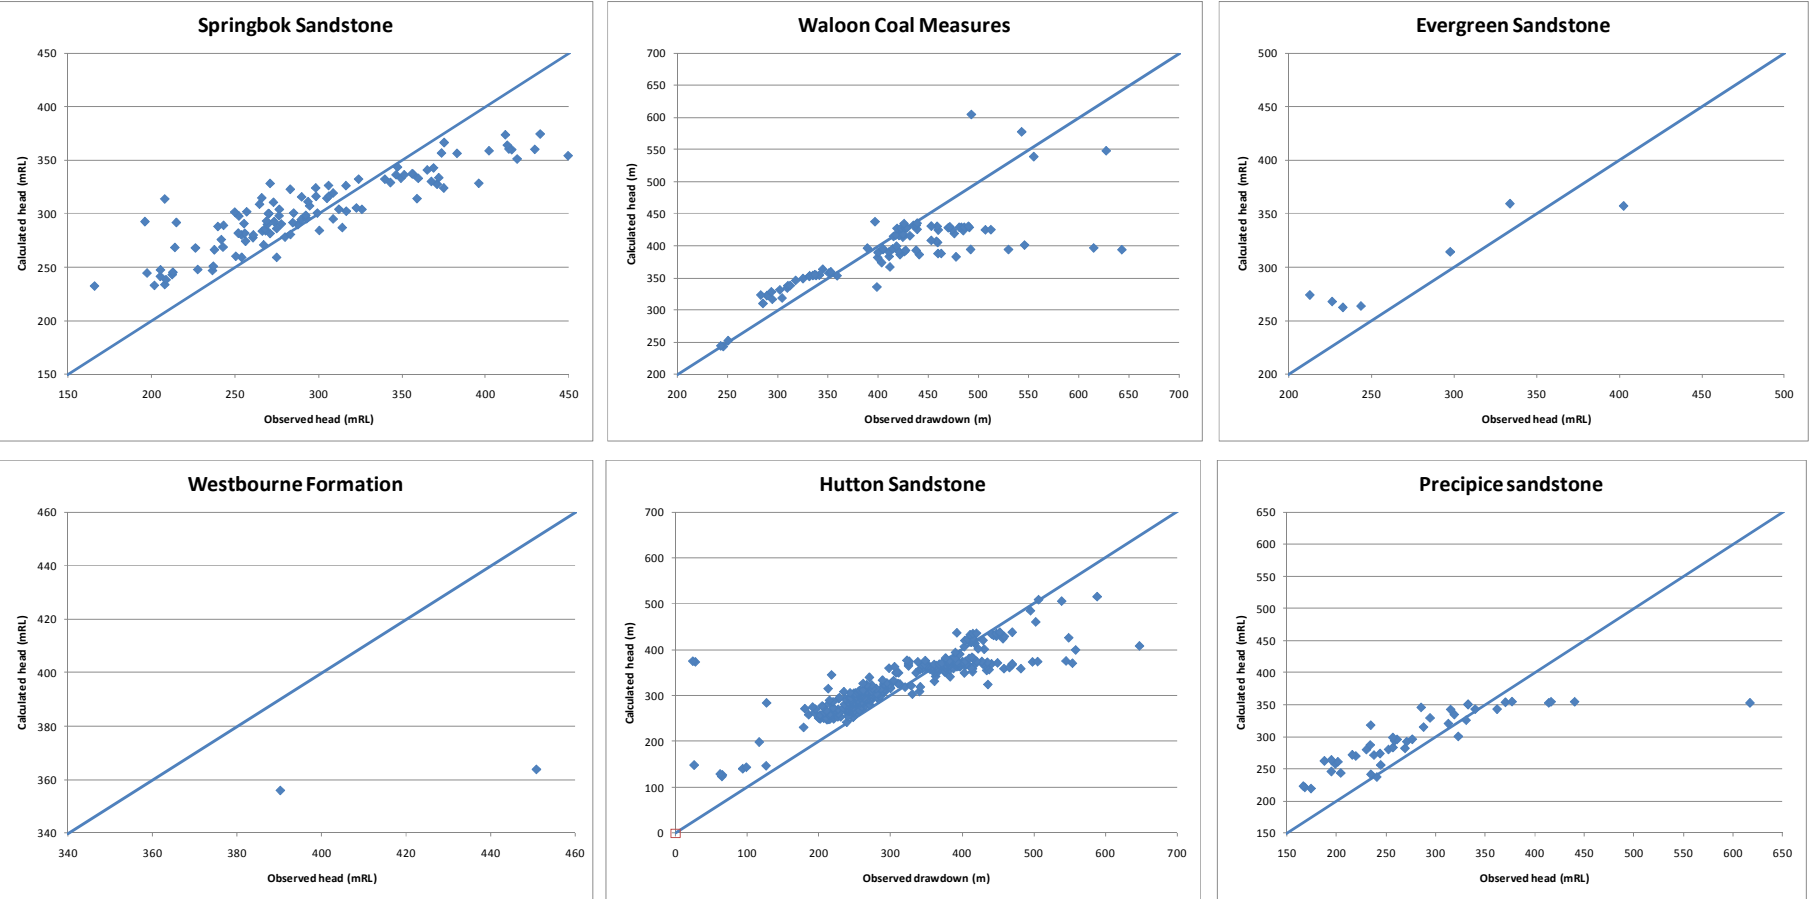 Springbok Sandstone
450
400
350
300
250
200
150
150 200 250 300 350 400 450
Calculated head (mRL)
Observed head (mRL)
Waloon Coal Measures
700
650
600
550
500
450
400
350
300
250
200
200 250 300 350 400 450 500 550 600 650 700
Calculated head (m)
Observed drawdown (m)
Evergreen Sandstone
500
450
400
350
300
250
200
200 250 300 350 400 450 500
Calculated head (mRL)
Observed head (mRL)
Westbourne Formation
460
440
420
400
380
360
340
340 360 380 400 420 440 460
Calculated head (mRL)
Observed head (mRL)
Hutton Sandstone
700
600
500
400
300
200
100
0
0 100 200 300 400 500 600 700
Calculated head (m)
Observed drawdown (m)
Precipice sandstone
650
600
550
500
450
400
350
300
250
200
150
150 200 250 300 350 400 450 500 550 600 650
Calculated head (mRL)
Observed head (mRL)